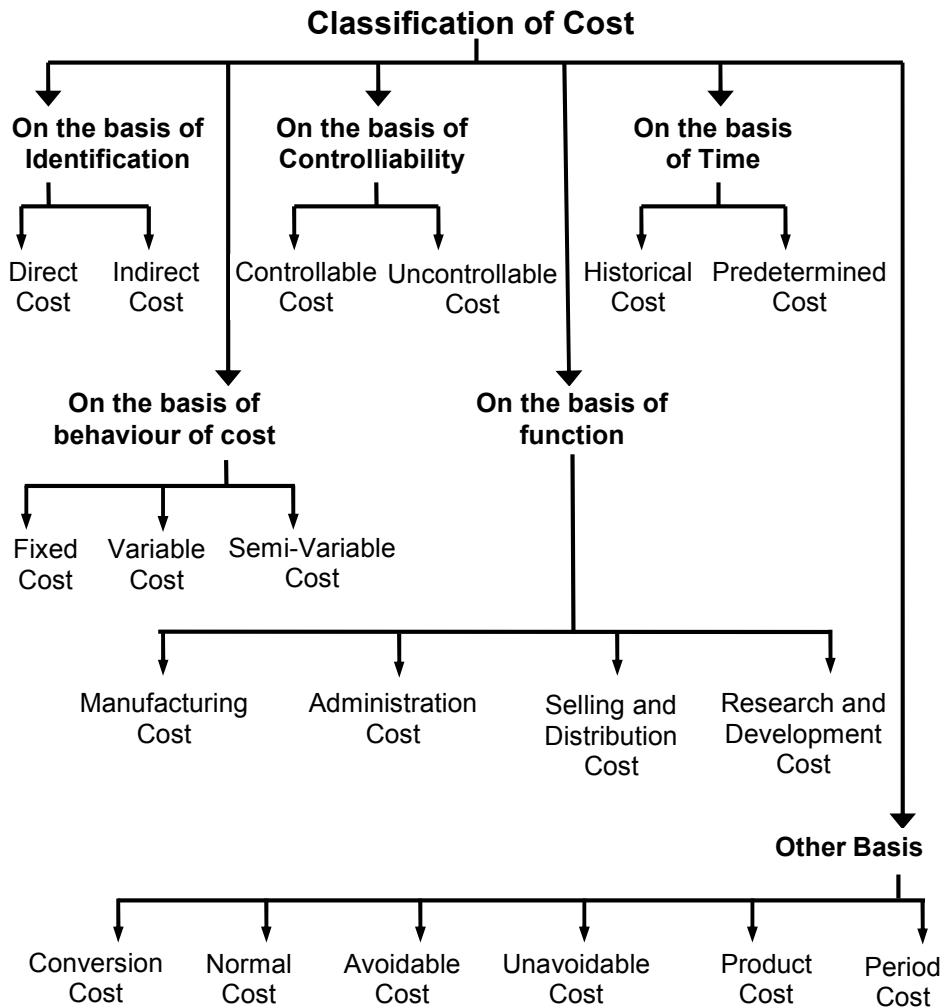 Classification of Cost
On the basis of
Identification
On the basis of
Controlliability
On the basis
of Time
Direct
Cost
Indirect
Cost
Controllable
Cost
Uncontrollable
Cost
Historical
Cost
Predetermined
Cost
On the basis of
behaviour of cost
On the basis of
function
Fixed
Cost
Variable
Cost
Semi-Variable
Cost
Manufacturing
Cost
Administration
Cost
Selling and
Distribution
Cost
Research and
Development
Cost
Other Basis
Conversion
Cost
Normal
Cost
Avoidable
Cost
Unavoidable
Cost
Product
Cost
Period
Cost